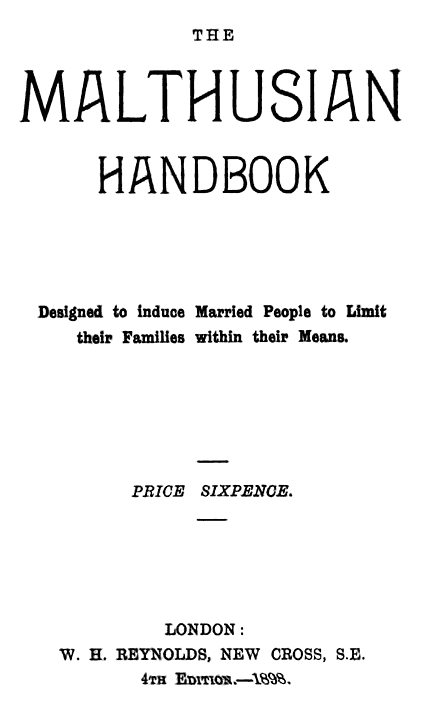 THE
MALTHUSIAN
HANDBOOK
Designed to induce Married People to Limit
their Families within their Means.
PRICE SIXPENCE.
LONDON:
W. H. REYNOLDS, NEW CROSS, S.E.
4TH EDITION.—1898.